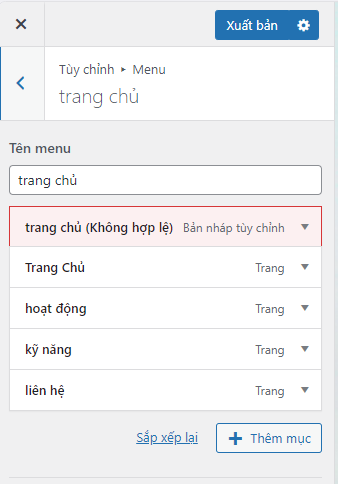 Xuất bản
Tùy chỉnh ▸ Menu
trang chủ
Tên menu
trang chủ
trang chủ (Không hợp lệ) Bản nháp tùy chỉnh
Trang Chủ Trang
hoạt động Trang
kỹ năng Trang
liên hệ Trang
Sắp xếp lại + Thêm mục